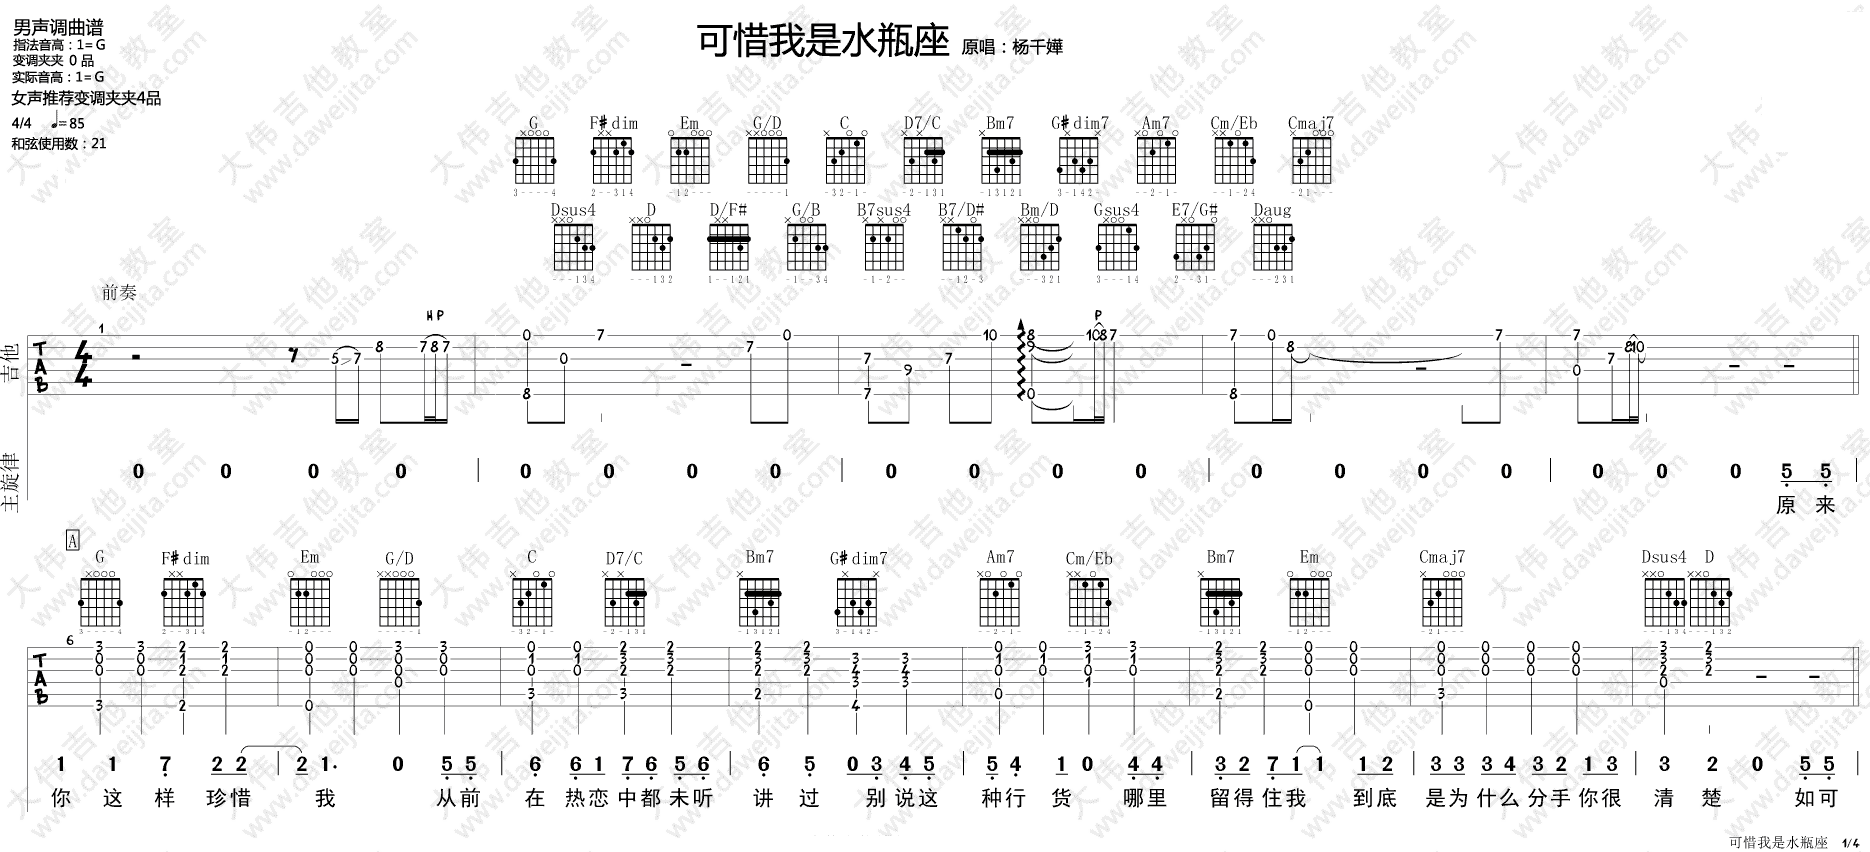 可惜我是水瓶座 原唱：杨千嬅
男声调曲谱
指法音高：1=G
变调夹夹 0 品
实际音高：1=G
女声推荐变调夹夹4品
4/4 ♩=85
和弦使用数：21
G F♯dim Em G/D C D7/C Bm7 G♯dim7 Am7 Cm/Eb Cmaj7
Dsus4 D D/F# G/B B7sus4 B7/D# Bm/D Gsus4 E7/G# Daug
前奏
1
H P
P
吉他
TAB
4/4
主旋律
0 0 0 0 | 0 0 0 0 | 0 0 0 0 | 0 0 0 0 | 0 0 0 5 5 |
原 来
A
G F♯dim Em G/D C D7/C Bm7 G♯dim7 Am7 Cm/Eb Bm7 Em Cmaj7 Dsus4 D
6
TAB
1 1 7 2 2 | 2 1. 0 5 5 | 6 6 1 7 6 5 6 | 6 5 0 3 4 5 | 5 4 1 0 4 4 | 3 2 7 1 1 1 2 | 3 3 3 4 3 2 1 3 | 3 2 0 5 5 |
你 这 样 珍惜 我 从前 在 热恋 中都 未听 讲 过 别说这 种行 货 哪里 留得 住我 到底 是为 什么 分手 你很 清 楚 如可
可惜我是水瓶座 1/4
大伟吉他教室
www.daweijita.com